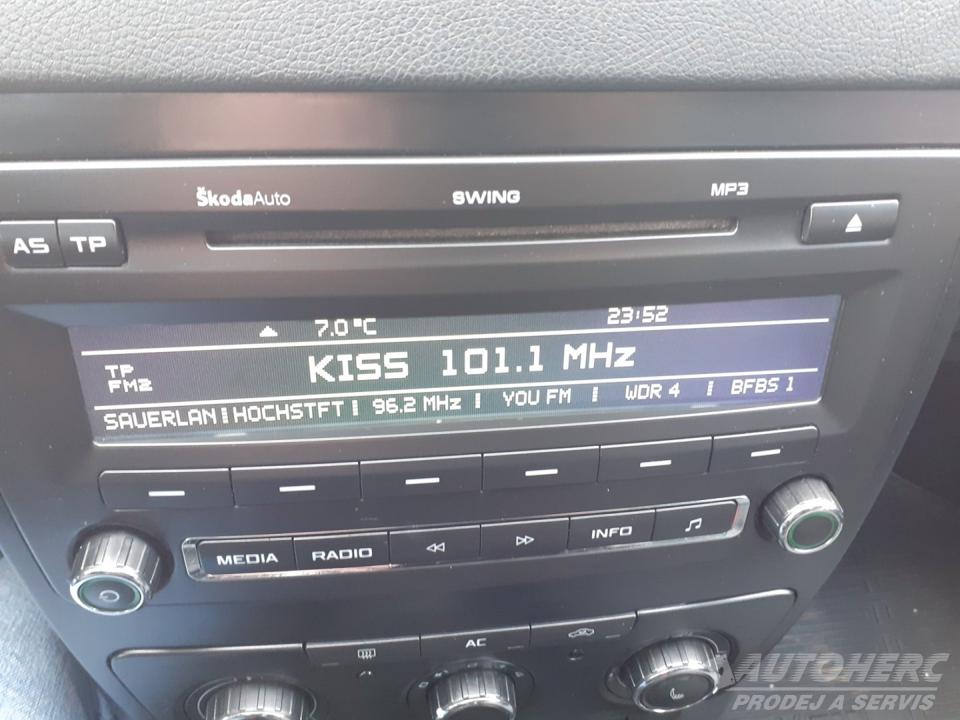 ŠkodaAuto SWING MP3
AS TP
7.0°C 23:52
TP
FM2
KISS 101.1 MHz
SAUERLAN HOCHSTFT 96.2 MHz YOU FM WDR 4 BFBS 1
MEDIA RADIO INFO
AC
AUTOHERC
PRODEJ A SERVIS